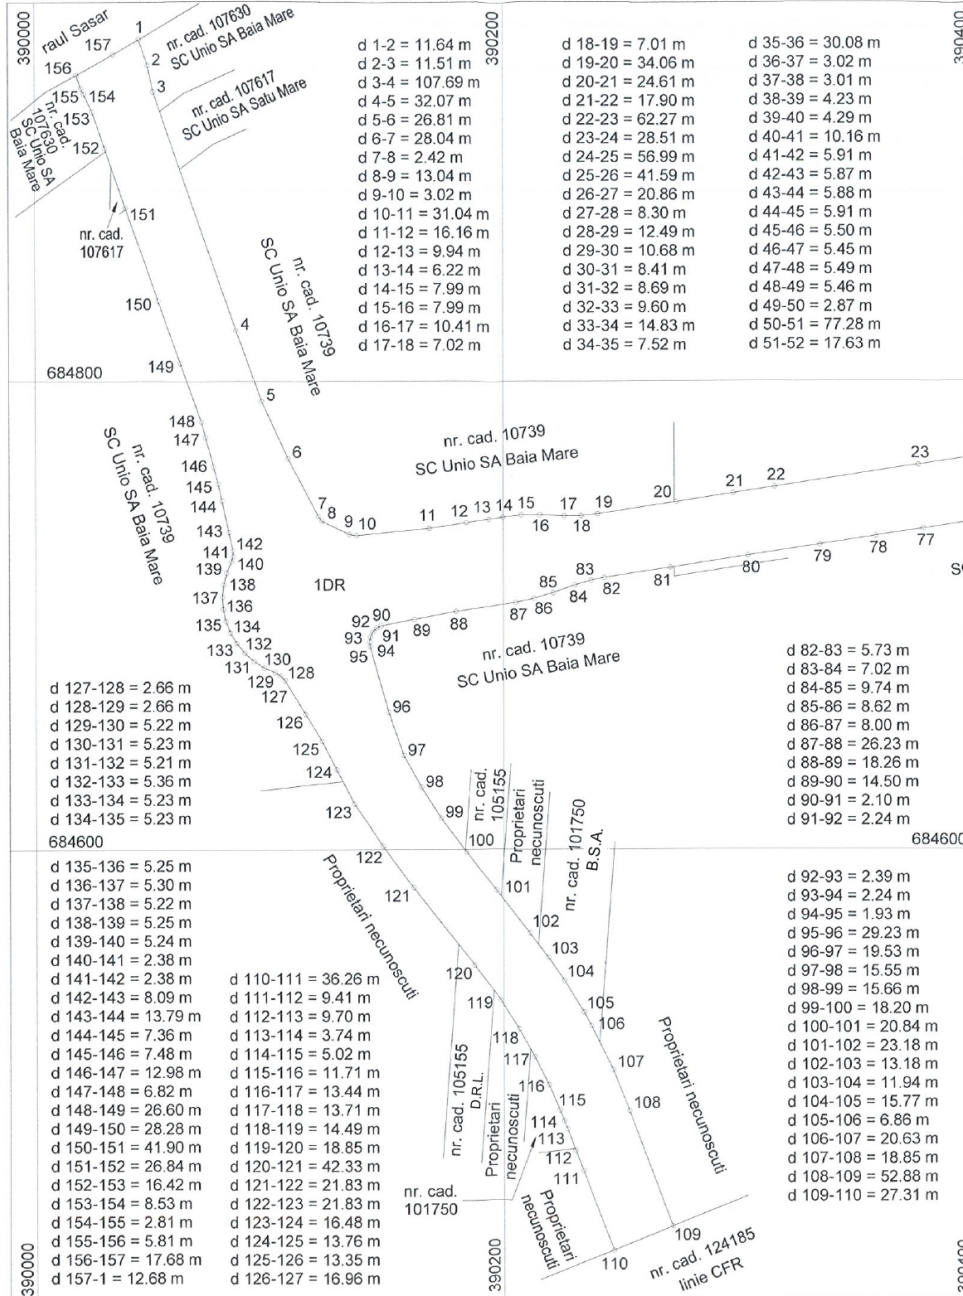 390000
390200
390400
raul Sasar
nr. cad. 107630
SC Unio SA Baia Mare
nr. cad. 107617
SC Unio SA Satu Mare
nr. cad.
107630
SC Unio SA
Baia Mare
nr. cad.
107617
157
1
2
3
156
155
154
153
152
151
150
149
4
5
6
d 1-2 = 11.64 m
d 2-3 = 11.51 m
d 3-4 = 107.69 m
d 4-5 = 32.07 m
d 5-6 = 26.81 m
d 6-7 = 28.04 m
d 7-8 = 2.42 m
d 8-9 = 13.04 m
d 9-10 = 3.02 m
d 10-11 = 31.04 m
d 11-12 = 16.16 m
d 12-13 = 9.94 m
d 13-14 = 6.22 m
d 14-15 = 7.99 m
d 15-16 = 7.99 m
d 16-17 = 10.41 m
d 17-18 = 7.02 m
d 18-19 = 7.01 m
d 19-20 = 34.06 m
d 20-21 = 24.61 m
d 21-22 = 17.90 m
d 22-23 = 62.27 m
d 23-24 = 28.51 m
d 24-25 = 56.99 m
d 25-26 = 41.59 m
d 26-27 = 20.86 m
d 27-28 = 8.30 m
d 28-29 = 12.49 m
d 29-30 = 10.68 m
d 30-31 = 8.41 m
d 31-32 = 8.69 m
d 32-33 = 9.60 m
d 33-34 = 14.83 m
d 34-35 = 7.52 m
d 35-36 = 30.08 m
d 36-37 = 3.02 m
d 37-38 = 3.01 m
d 38-39 = 4.23 m
d 39-40 = 4.29 m
d 40-41 = 10.16 m
d 41-42 = 5.91 m
d 42-43 = 5.87 m
d 43-44 = 5.88 m
d 44-45 = 5.91 m
d 45-46 = 5.50 m
d 46-47 = 5.45 m
d 47-48 = 5.49 m
d 48-49 = 5.46 m
d 49-50 = 2.87 m
d 50-51 = 77.28 m
d 51-52 = 17.63 m
nr. cad. 10739
SC Unio SA Baia Mare
684800
nr. cad. 10739
SC Unio SA Baia Mare
nr. cad. 10739
SC Unio SA Baia Mare
148
147
146
145
144
143
142
141
140
139
138
137
136
135
134
133
132
131
130
129
128
127
126
125
124
123
122
121
7
8
9
10
11
12
13
14
15
16
17
18
19
20
21
22
23
1DR
77
79
78
80
81
82
83
84
85
86
87
88
89
90
91
92
93
94
95
96
97
98
99
100
nr. cad. 10739
SC Unio SA Baia Mare
d 82-83 = 5.73 m
d 83-84 = 7.02 m
d 84-85 = 9.74 m
d 85-86 = 8.62 m
d 86-87 = 8.00 m
d 87-88 = 26.23 m
d 88-89 = 18.26 m
d 89-90 = 14.50 m
d 90-91 = 2.10 m
d 91-92 = 2.24 m
d 127-128 = 2.66 m
d 128-129 = 2.66 m
d 129-130 = 5.22 m
d 130-131 = 5.23 m
d 131-132 = 5.21 m
d 132-133 = 5.36 m
d 133-134 = 5.23 m
d 134-135 = 5.23 m
684600
684600
nr. cad.
105155
Proprietari
necunoscuti
nr. cad. 101750
B.S.A.
Proprietari necunoscuti
101
102
103
104
105
106
107
108
109
110
Proprietari necunoscuti
d 92-93 = 2.39 m
d 93-94 = 2.24 m
d 94-95 = 1.93 m
d 95-96 = 29.23 m
d 96-97 = 19.53 m
d 97-98 = 15.55 m
d 98-99 = 15.66 m
d 99-100 = 18.20 m
d 100-101 = 20.84 m
d 101-102 = 23.18 m
d 102-103 = 13.18 m
d 103-104 = 11.94 m
d 104-105 = 15.77 m
d 105-106 = 6.86 m
d 106-107 = 20.63 m
d 107-108 = 18.85 m
d 108-109 = 52.88 m
d 109-110 = 27.31 m
d 135-136 = 5.25 m
d 136-137 = 5.30 m
d 137-138 = 5.22 m
d 138-139 = 5.25 m
d 139-140 = 5.24 m
d 140-141 = 2.38 m
d 141-142 = 2.38 m
d 142-143 = 8.09 m
d 143-144 = 13.79 m
d 144-145 = 7.36 m
d 145-146 = 7.48 m
d 146-147 = 12.98 m
d 147-148 = 6.82 m
d 148-149 = 26.60 m
d 149-150 = 28.28 m
d 150-151 = 41.90 m
d 151-152 = 26.84 m
d 152-153 = 16.42 m
d 153-154 = 8.53 m
d 154-155 = 2.81 m
d 155-156 = 5.81 m
d 156-157 = 17.68 m
d 157-1 = 12.68 m
d 110-111 = 36.26 m
d 111-112 = 9.41 m
d 112-113 = 9.70 m
d 113-114 = 3.74 m
d 114-115 = 5.02 m
d 115-116 = 11.71 m
d 116-117 = 13.44 m
d 117-118 = 13.71 m
d 118-119 = 14.49 m
d 119-120 = 18.85 m
d 120-121 = 42.33 m
d 121-122 = 21.83 m
d 122-123 = 21.83 m
d 123-124 = 16.48 m
d 124-125 = 13.76 m
d 125-126 = 13.35 m
d 126-127 = 16.96 m
120
119
118
117
116
115
114
113
112
111
nr. cad. 105155
D.R.L.
Proprietari
necunoscuti
nr. cad.
101750
Proprietari
necunoscuti
nr. cad. 124185
linie CFR
390000
390200